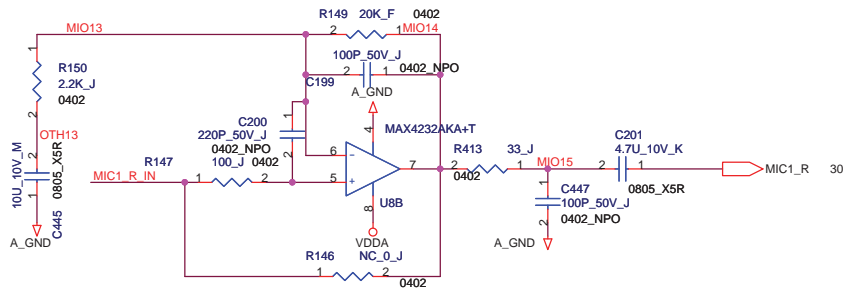 R149 20K_F 0402
MIO13 2 1 MIO14
1 100P_50V_J
R150 2 1 0402_NPO
2.2K_J C199
0402 A_GND
2 C200 4 MAX4232AKA+T
OTH13 220P_50V_J 1
0402_NPO R413 33_J C201
10U_10V_M 2 R147 100_J 0402 2 6 - 7 2 1 MIO15 4.7U_10V_K
0805_X5R MIC1_R_IN 1 2 5 + 0402 1 2 1 MIC1_R 30
1 U8B C447 0805_X5R
C445 8 100P_50V_J
A_GND VDDA 2 0402_NPO
A_GND
R146 NC_0_J
1 2
0402